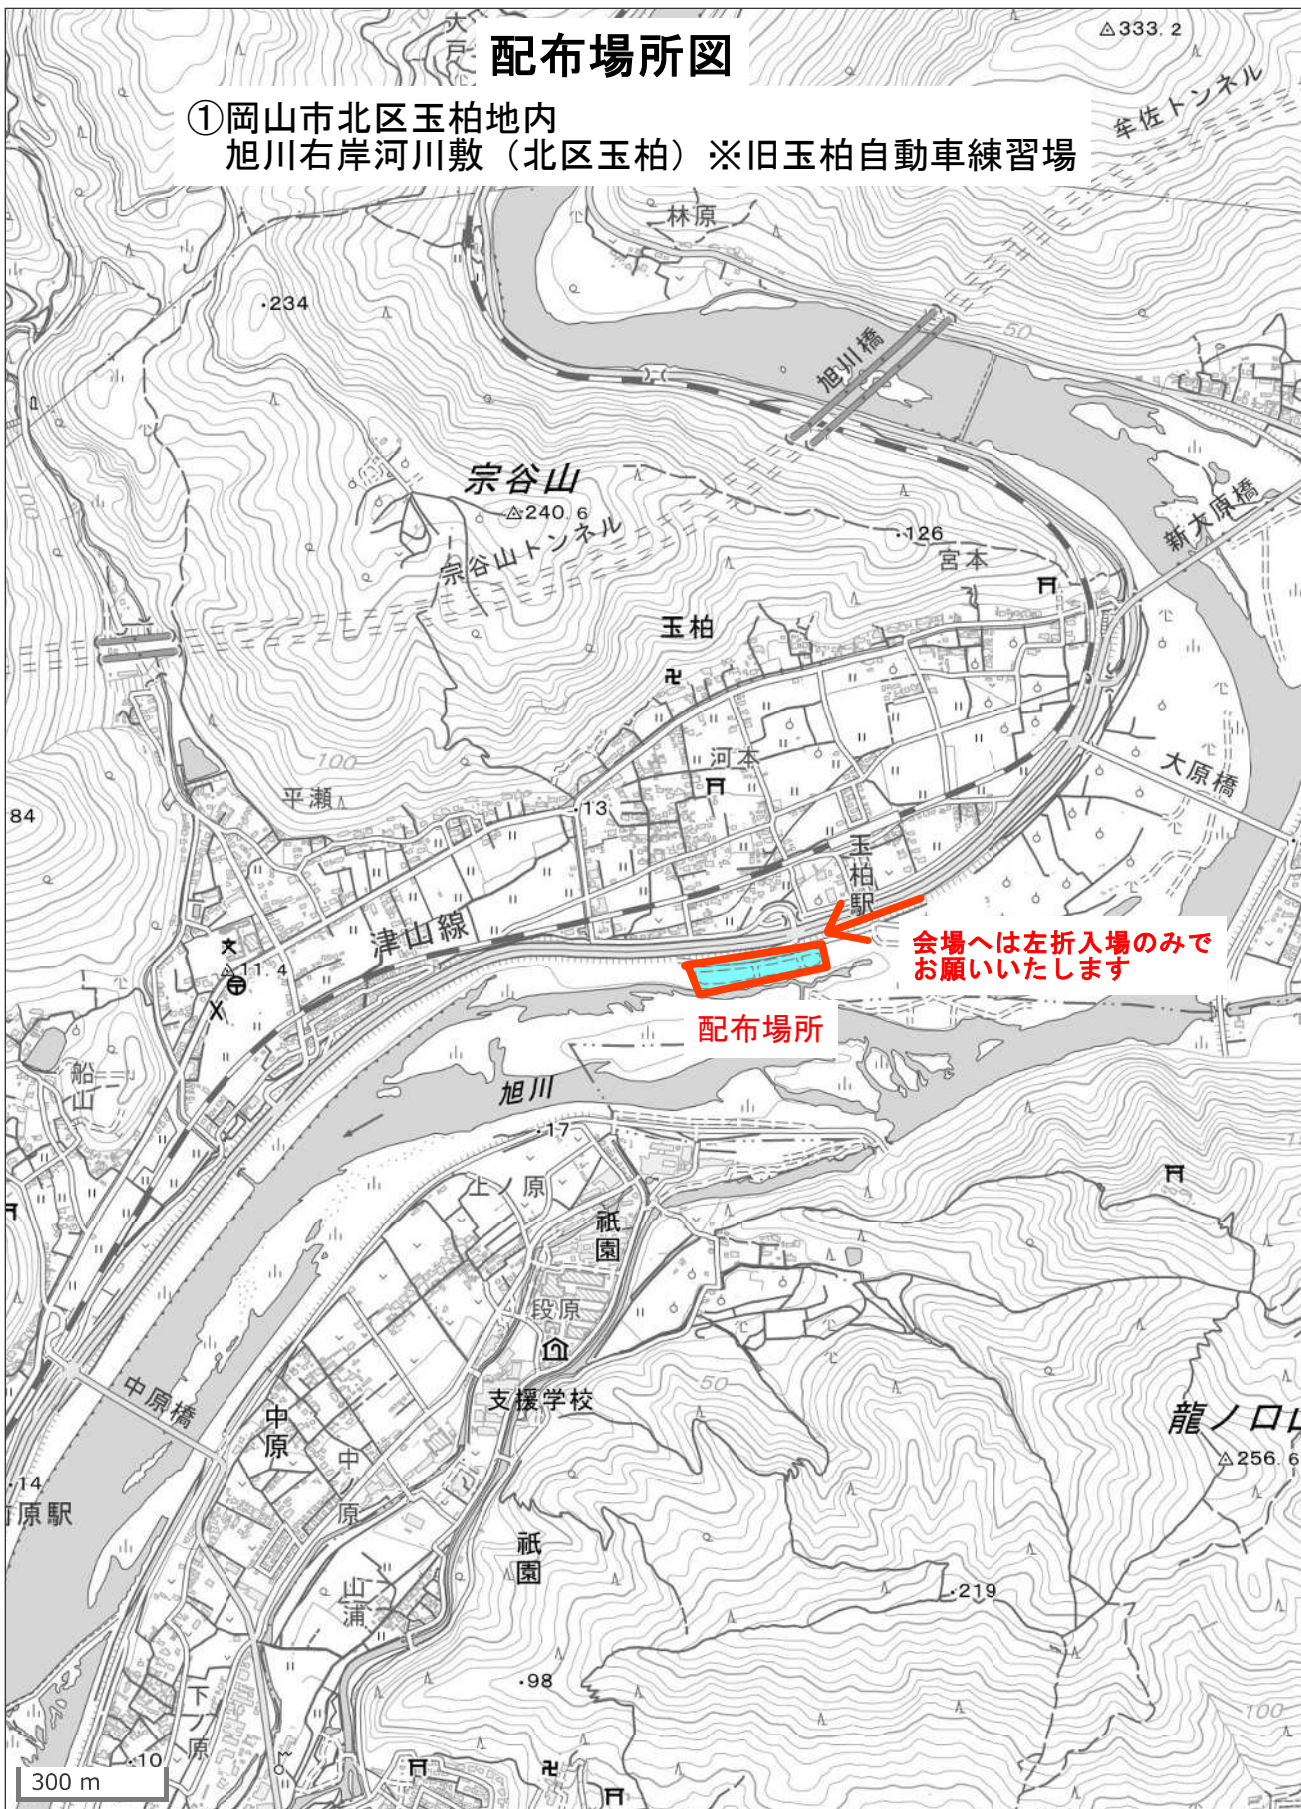 配布場所図
①岡山市北区玉柏地内
旭川右岸河川敷（北区玉柏）※旧玉柏自動車練習場
333.2
大戸
牟佐トンネル
林原
234
50
旭川橋
宗谷山
240.6
宗谷山トンネル
新大原橋
126
宮本
玉柏
河本
100
平瀬
大原橋
84
13
玉柏駅
津山線
11.4
会場へは左折入場のみで
お願いいたします
配布場所
船山
旭川
17
上ノ原
祇園
段原
支援学校
50
中原橋
中原
中ノ原
龍ノ口山
256.6
14
原駅
祇園
山浦
219
98
下ノ原
100
10
300 m